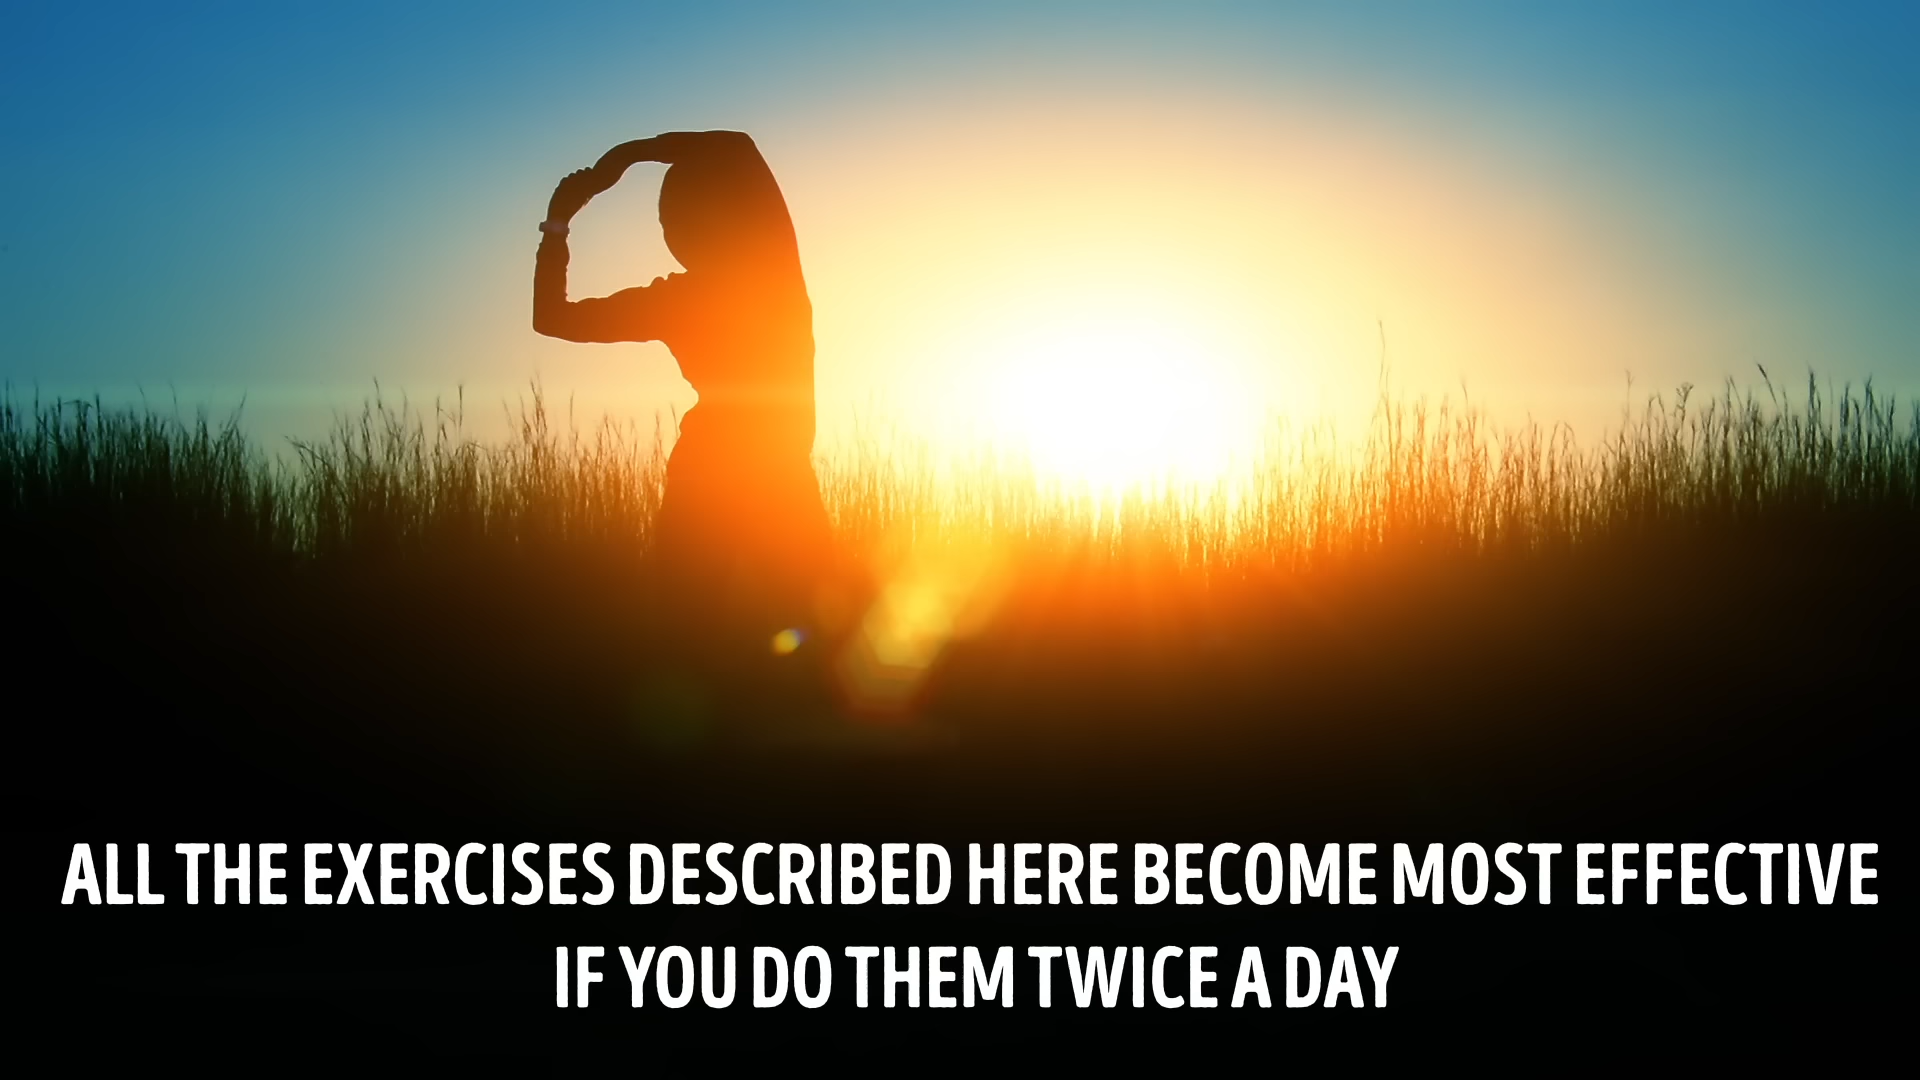 ALL THE EXERCISES DESCRIBED HERE BECOME MOST EFFECTIVE
IF YOU DO THEM TWICE A DAY